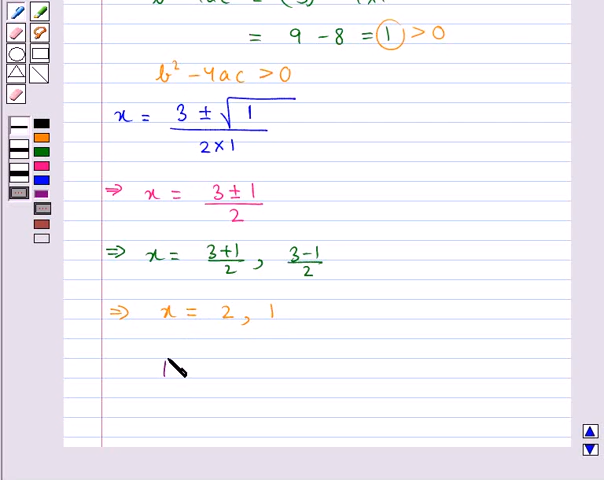 = 9 - 8 = 1 > 0
b² - 4ac > 0
x = 3 ± √1 / 2 × 1
⇒ x = 3 ± 1 / 2
⇒ x = 3+1 / 2 , 3-1 / 2
⇒ x = 2 , 1